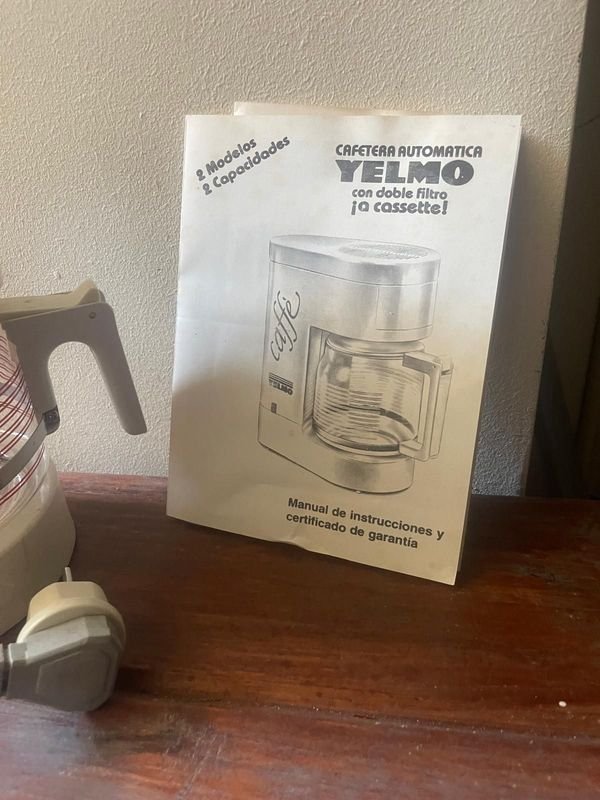 2 Modelos
2 Capacidades
CAFETERA AUTOMATICA
YELMO
con doble filtro
¡a cassette!
caffè
YELMO
Manual de instrucciones y
certificado de garantía